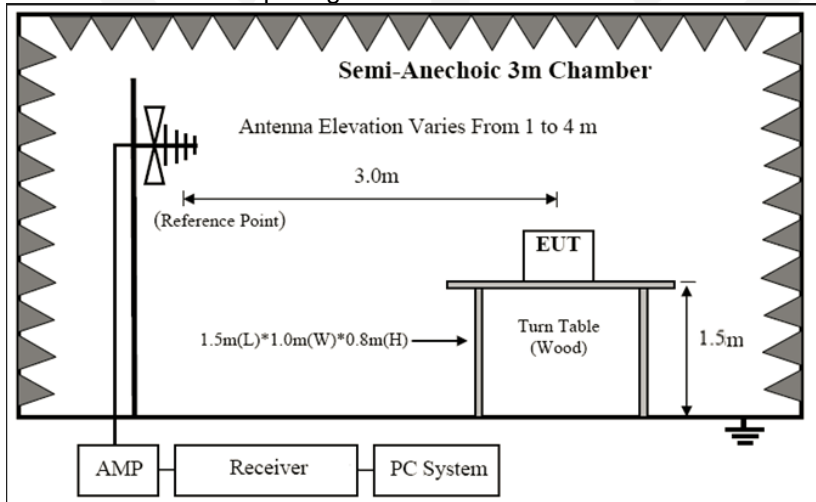 Semi-Anechoic 3m Chamber
Antenna Elevation Varies From 1 to 4 m
3.0m
(Reference Point)
EUT
1.5m(L)*1.0m(W)*0.8m(H)
Turn Table
(Wood)
1.5m
AMP
Receiver
PC System